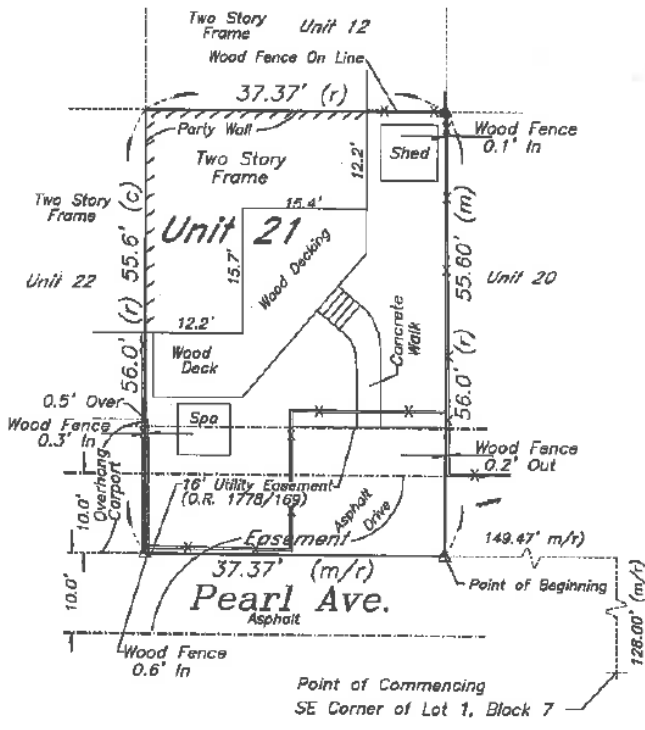 Two Story
Frame
Unit 12
Wood Fence On Line
37.37' (r)
Party Wall
Wood Fence
0.1' In
Shed
Two Story
Frame
12.2'
Two Story
Frame
15.4'
Unit 21
55.6' (c)
55.60' (m)
Unit 22
Unit 20
15.7'
Wood Decking
12.2'
(r)
56.0'
Wood
Deck
Concrete
Walk
56.0' (r)
0.5' Over
Wood Fence
0.3' In
Spa
Wood Fence
0.2' Out
Overhang
Carport
10.0'
16' Utility Easement
(O.R. 1778/169)
Asphalt
Drive
Easement
149.47' m/r)
37.37' (m/r)
Point of Beginning
10.0'
Pearl Ave.
Asphalt
128.00' (m/r)
Wood Fence
0.6' In
Point of Commencing
SE Corner of Lot 1, Block 7